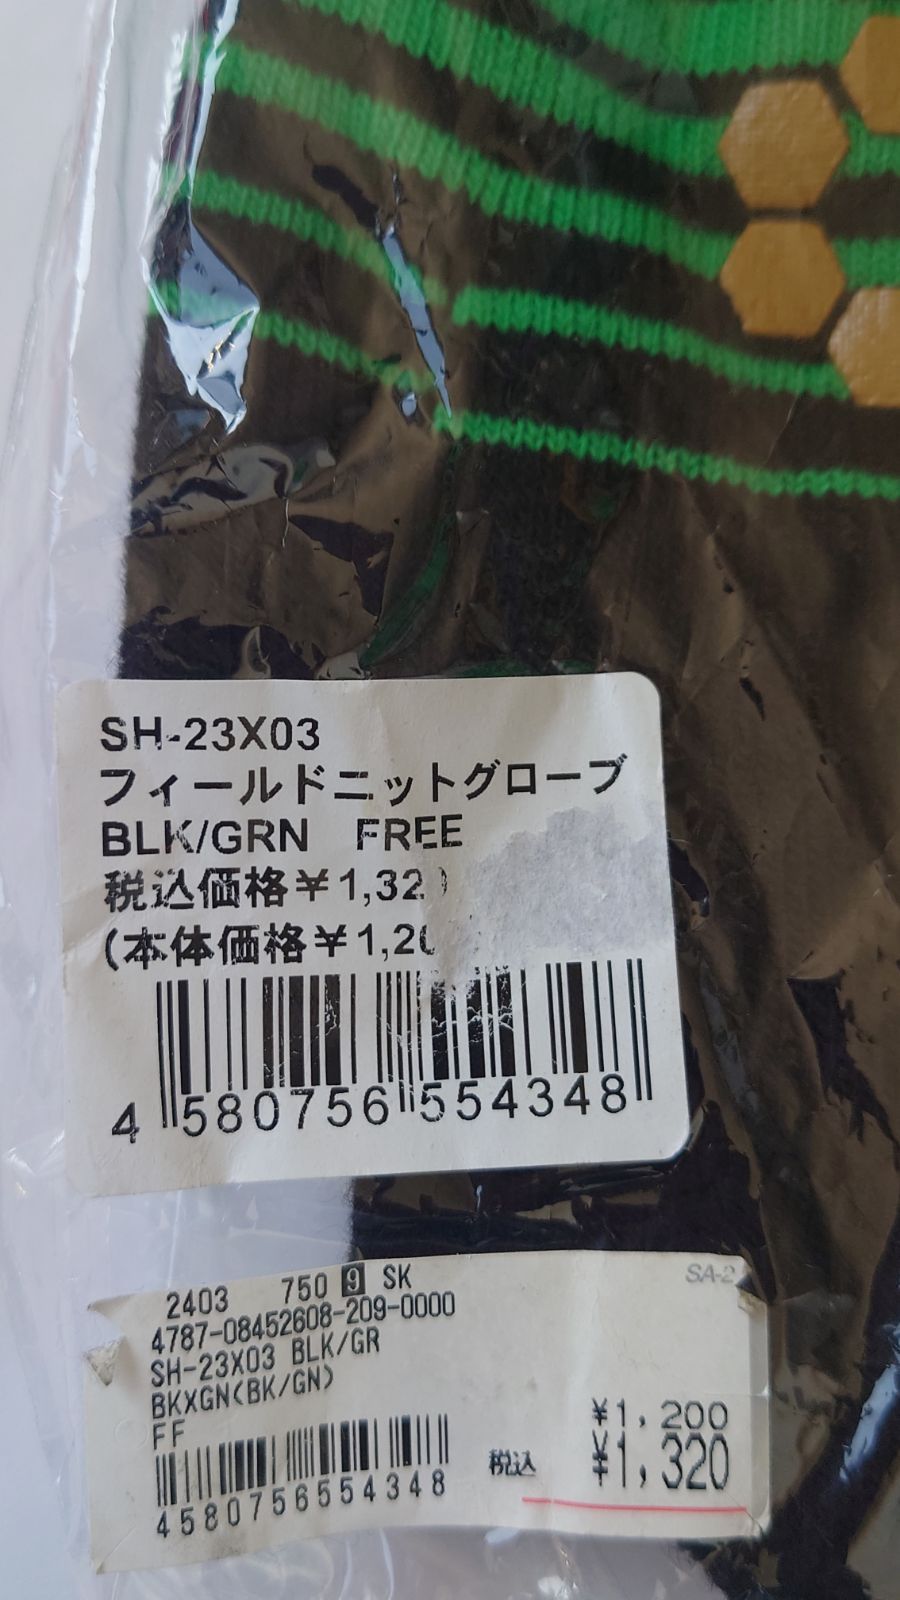 SH-23X03
フィールドニットグローブ
BLK/GRN FREE
税込価格¥1,32
(本体価格¥1,20
4 580756 554348
2403 750 9 SK
SA-2
4787-08452608-209-0000
SH-23X03 BLK/GR
BKXGN(BK/GN)
FF
¥1,200
税込 ¥1,320
4580756554348